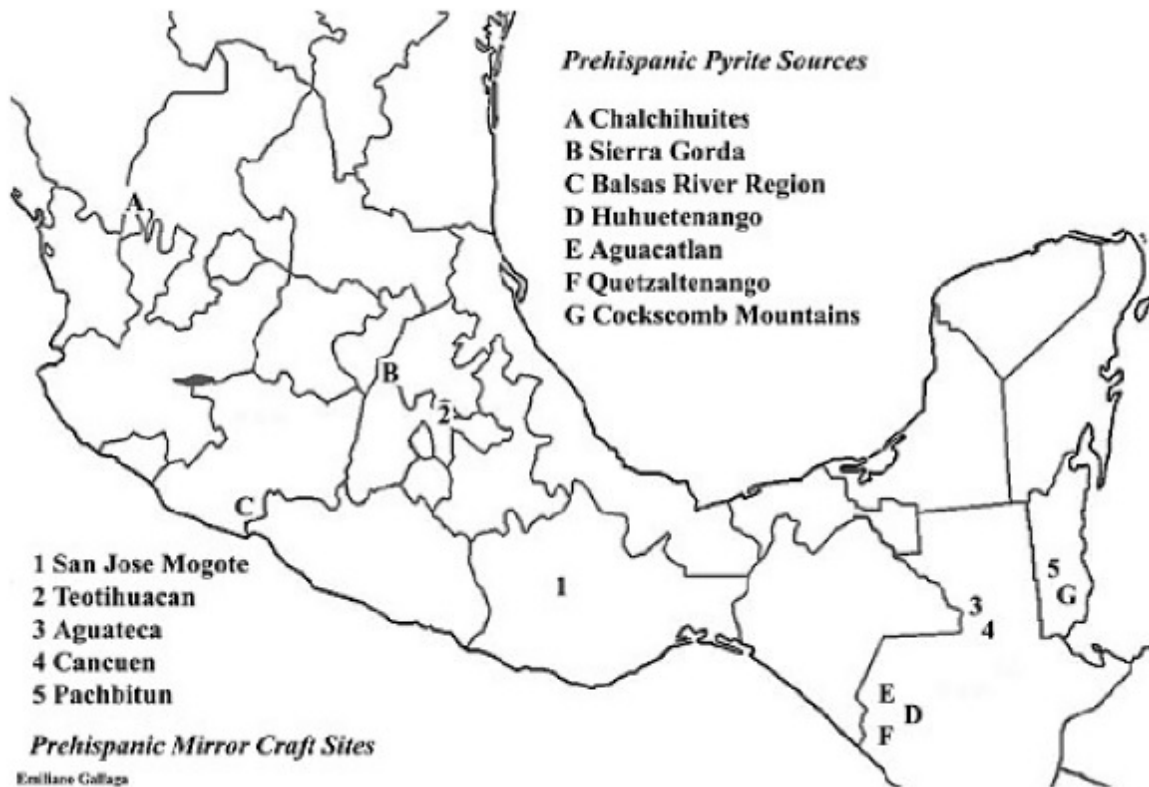 Prehispanic Pyrite Sources
A Chalchihuites
B Sierra Gorda
C Balsas River Region
D Huhuetenango
E Aguacatlan
F Quetzaltenango
G Cockscomb Mountains
A
B
2
C
1
3
4
5
G
E
D
F
1 San Jose Mogote
2 Teotihuacan
3 Aguateca
4 Cancuen
5 Pachbitun
Prehispanic Mirror Craft Sites
Emiliano Gallaga